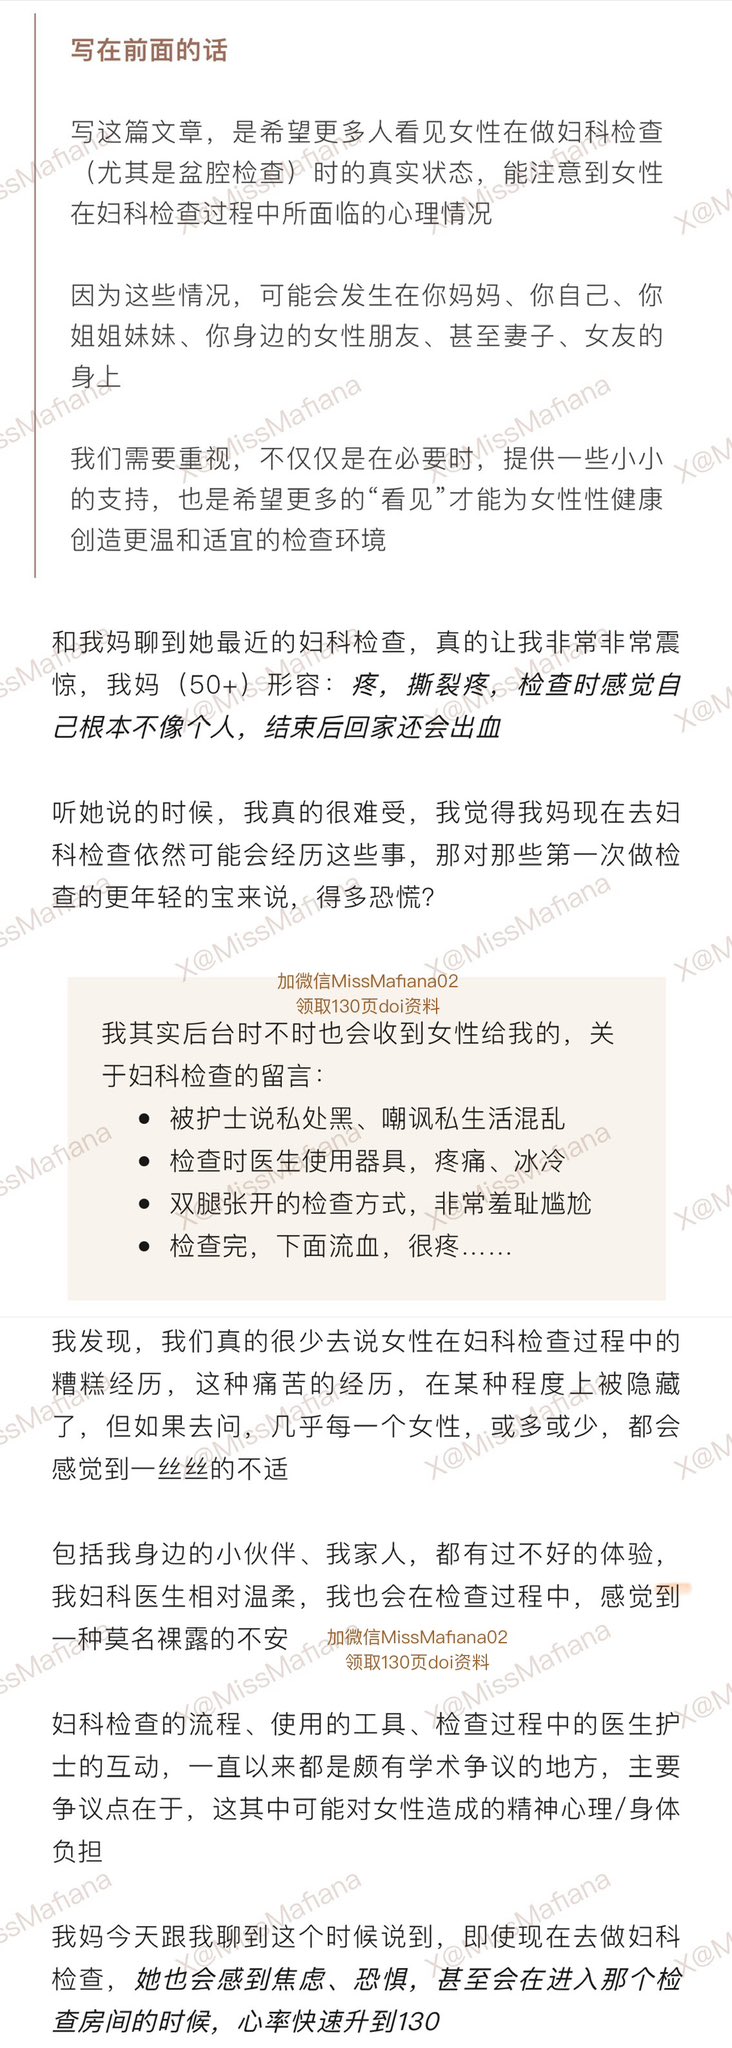 写在前面的话
写这篇文章，是希望更多人看见女性在做妇科检查
（尤其是盆腔检查）时的真实状态，能注意到女性
在妇科检查过程中所面临的心理情况
因为这些情况，可能会发生在你妈妈、你自己、你
姐姐妹妹、你身边的女性朋友、甚至妻子、女友的
身上
我们需要重视，不仅仅是在必要时，提供一些小小
的支持，也是希望更多的“看见”才能为女性性健康
创造更温和适宜的检查环境
和我妈聊到她最近的妇科检查，真的让我非常非常震
惊，我妈（50+）形容：疼，撕裂疼，检查时感觉自
己根本不像个人，结束后回家还会出血
听她说的时候，我真的很难受，我觉得我妈现在去妇
科检查依然可能会经历这些事，那对那些第一次做检
查的更年轻的宝来说，得多恐慌？
加微信MissMafiana02
领取130页doi资料
我其实后台时不时也会收到女性给我的，关
于妇科检查的留言：
• 被护士说私处黑、嘲讽私生活混乱
• 检查时医生使用器具，疼痛、冰冷
• 双腿张开的检查方式，非常羞耻尴尬
• 检查完，下面流血，很疼……
我发现，我们真的很少去说女性在妇科检查过程中的
糟糕经历，这种痛苦的经历，在某种程度上被隐藏
了，但如果去问，几乎每一个女性，或多或少，都会
感觉到一丝丝的不适
包括我身边的小伙伴、我家人，都有过不好的体验，
我妇科医生相对温柔，我也会在检查过程中，感觉到
一种莫名裸露的不安
加微信MissMafiana02
领取130页doi资料
妇科检查的流程、使用的工具、检查过程中的医生护
士的互动，一直以来都是颇有学术争议的地方，主要
争议点在于，这其中可能对女性造成的精神心理/身体
负担
我妈今天跟我聊到这个时候说到，即使现在去做妇科
检查，她也会感到焦虑、恐惧，甚至会在进入那个检
查房间的时候，心率快速升到130
X@MissMafiana